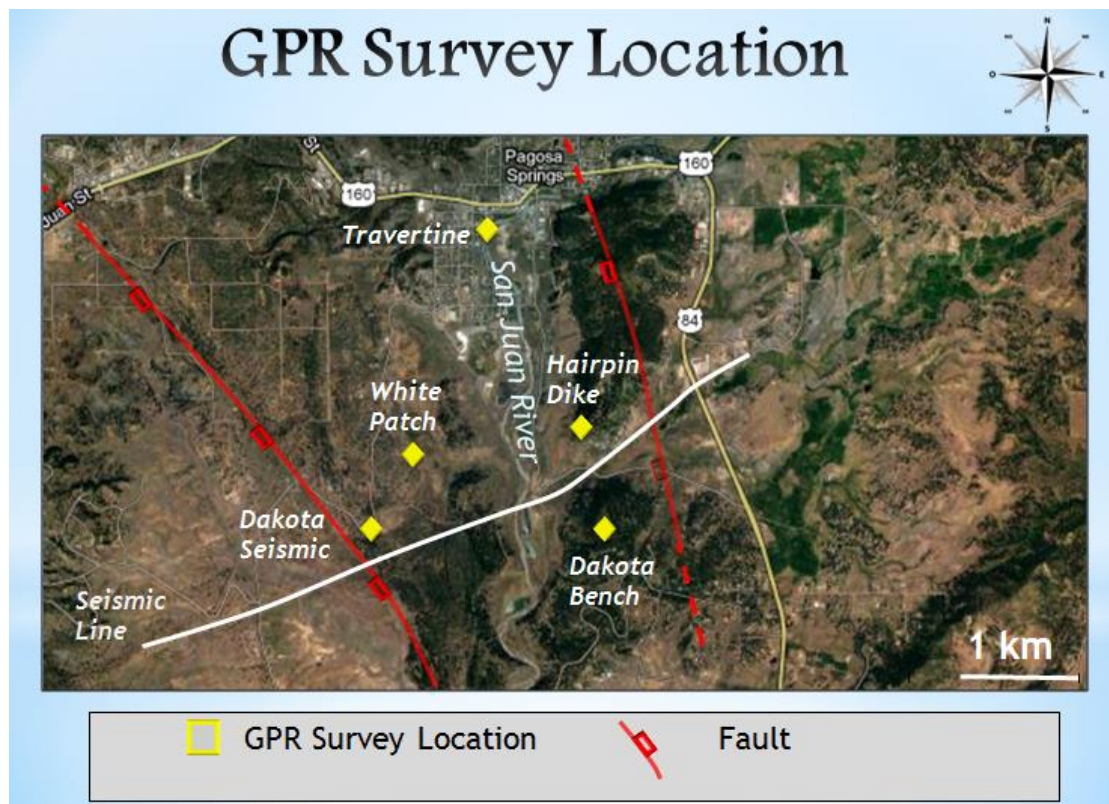 GPR Survey Location
N
O
E
S
St
Pagosa
Springs
160
160
Juan St
Travertine
San Juan River
84
Hairpin
Dike
White
Patch
Dakota
Seismic
Dakota
Bench
Seismic
Line
1 km
GPR Survey Location
Fault